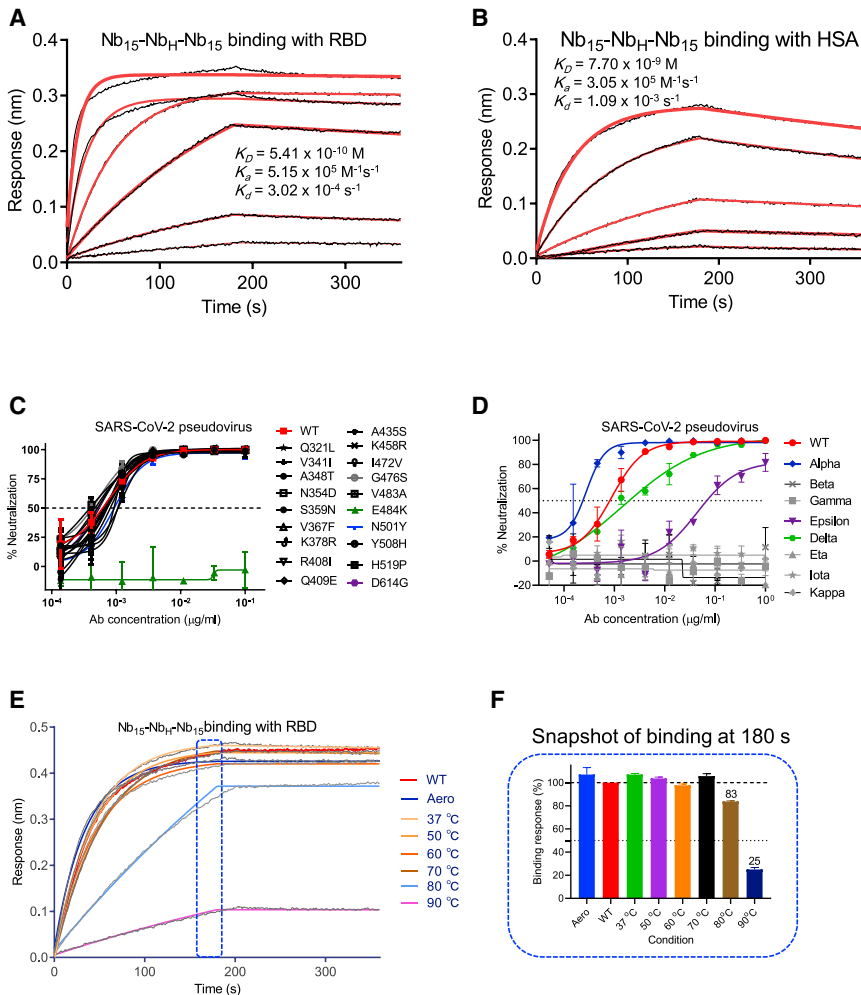 A
Nb15-NbH-Nb15 binding with RBD
Response (nm)
0.4
0.3
0.2
0.1
0.0
KD = 5.41 x 10-10 M
Ka = 5.15 x 105 M-1s-1
Kd = 3.02 x 10-4 s-1
0 100 200 300
Time (s)
B
Nb15-NbH-Nb15 binding with HSA
KD = 7.70 x 10-9 M
Ka = 3.05 x 105 M-1s-1
Kd = 1.09 x 10-3 s-1
Response (nm)
0.4
0.3
0.2
0.1
0.0
0 100 200 300
Time (s)
C
SARS-CoV-2 pseudovirus
% Neutralization
100
75
50
25
0
10-4 10-3 10-2 10-1
Ab concentration (μg/ml)
WT
Q321L
V341I
A348T
N354D
S359N
V367F
K378R
R408I
Q409E
A435S
K458R
I472V
G476S
V483A
E484K
N501Y
Y508H
H519P
D614G
D
SARS-CoV-2 pseudovirus
% Neutralization
100
80
60
40
20
0
-20
10-4 10-3 10-2 10-1 100
Ab concentration (μg/ml)
WT
Alpha
Beta
Gamma
Epsilon
Delta
Eta
Iota
Kappa
E
Nb15-NbH-Nb15binding with RBD
Response (nm)
0.5
0.4
0.3
0.2
0.1
0.0
0 100 200 300
Time (s)
WT
Aero
37 °C
50 °C
60 °C
70 °C
80 °C
90 °C
F
Snapshot of binding at 180 s
Binding response (%)
100
50
0
83
25
Aero WT 37 °C 50 °C 60 °C 70 °C 80°C 90°C
Condition